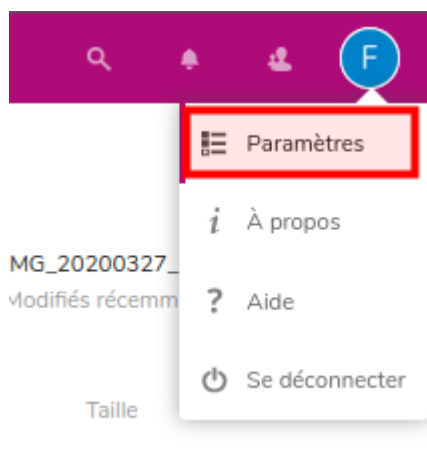 F
Paramètres
i À propos
MG_20200327_
Modifiés récemm
? Aide
Se déconnecter
Taille